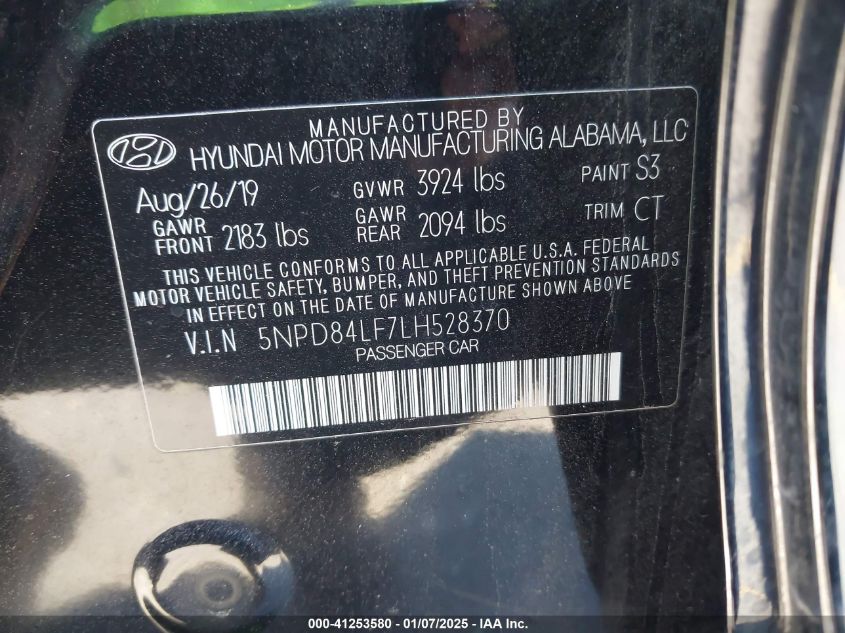 MANUFACTURED BY
HYUNDAI MOTOR MANUFACTURING ALABAMA, LLC
Aug/26/19 GVWR 3924 lbs PAINT S3
GAWR FRONT 2183 lbs GAWR REAR 2094 lbs TRIM CT
THIS VEHICLE CONFORMS TO ALL APPLICABLE U.S.A. FEDERAL
MOTOR VEHICLE SAFETY, BUMPER, AND THEFT PREVENTION STANDARDS
IN EFFECT ON THE DATE OF MANUFACTURE SHOWN ABOVE
V.I.N 5NPD84LF7LH528370
PASSENGER CAR
000-41253580 - 01/07/2025 - IAA Inc.